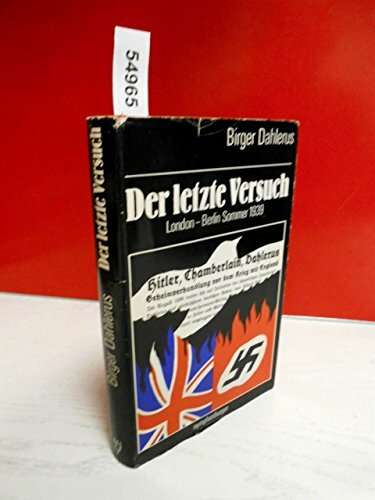 54965
Birger Dahlerus
Der letzte Versuch
London – Berlin Sommer 1939
Hitler, Chamberlain, Dahlerus
Geheimverhandlung vor dem Krieg mit England
Der letzte Versuch
Birger Dahlerus